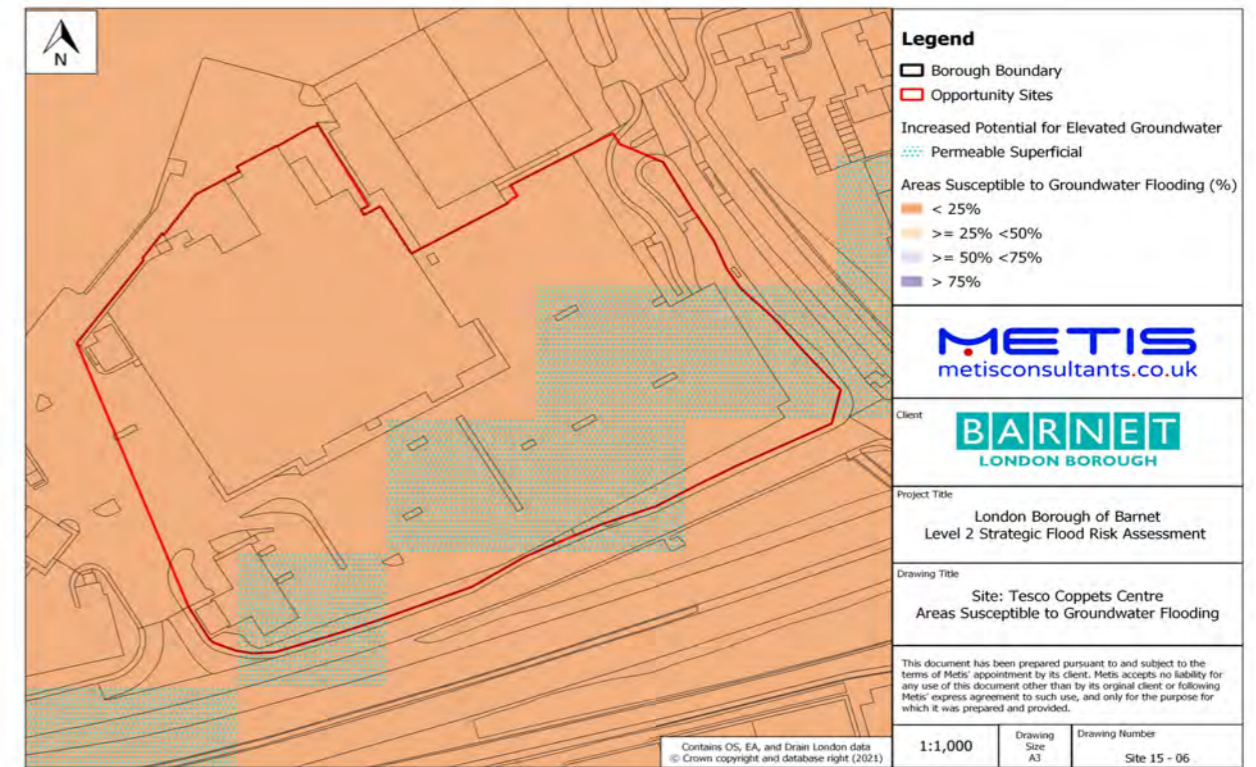 N
Legend
Borough Boundary
Opportunity Sites
Increased Potential for Elevated Groundwater
Permeable Superficial
Areas Susceptible to Groundwater Flooding (%)
< 25%
>= 25% <50%
>= 50% <75%
> 75%
METIS
metisconsultants.co.uk
Client
BARNET
LONDON BOROUGH
Project Title
London Borough of Barnet
Level 2 Strategic Flood Risk Assessment
Drawing Title
Site: Tesco Coppets Centre
Areas Susceptible to Groundwater Flooding
This document has been prepared pursuant to and subject to the
terms of Metis' appointment by its client. Metis accepts no liability for
any use of this document other than by its orginal client or following
Metis' express agreement to such use, and only for the purpose for
which it was prepared and provided.
Contains OS, EA, and Drain London data
© Crown copyright and database right (2021)
1:1,000
Drawing
Size
A3
Drawing Number
Site 15 - 06